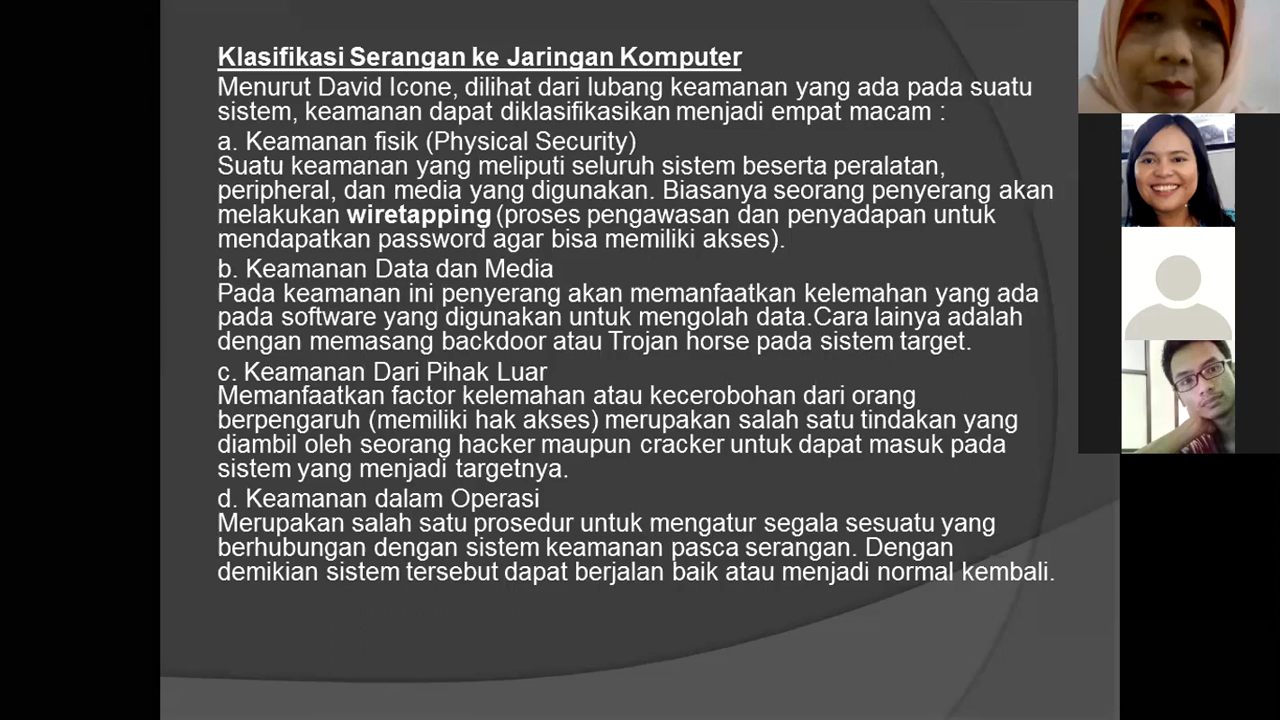 Klasifikasi Serangan ke Jaringan Komputer
Menurut David Icone, dilihat dari lubang keamanan yang ada pada suatu
sistem, keamanan dapat diklasifikasikan menjadi empat macam :
a. Keamanan fisik (Physical Security)
Suatu keamanan yang meliputi seluruh sistem beserta peralatan,
peripheral, dan media yang digunakan. Biasanya seorang penyerang akan
melakukan wiretapping (proses pengawasan dan penyadapan untuk
mendapatkan password agar bisa memiliki akses).
b. Keamanan Data dan Media
Pada keamanan ini penyerang akan memanfaatkan kelemahan yang ada
pada software yang digunakan untuk mengolah data.Cara lainya adalah
dengan memasang backdoor atau Trojan horse pada sistem target.
c. Keamanan Dari Pihak Luar
Memanfaatkan factor kelemahan atau kecerobohan dari orang
berpengaruh (memiliki hak akses) merupakan salah satu tindakan yang
diambil oleh seorang hacker maupun cracker untuk dapat masuk pada
sistem yang menjadi targetnya.
d. Keamanan dalam Operasi
Merupakan salah satu prosedur untuk mengatur segala sesuatu yang
berhubungan dengan sistem keamanan pasca serangan. Dengan
demikian sistem tersebut dapat berjalan baik atau menjadi normal kembali.